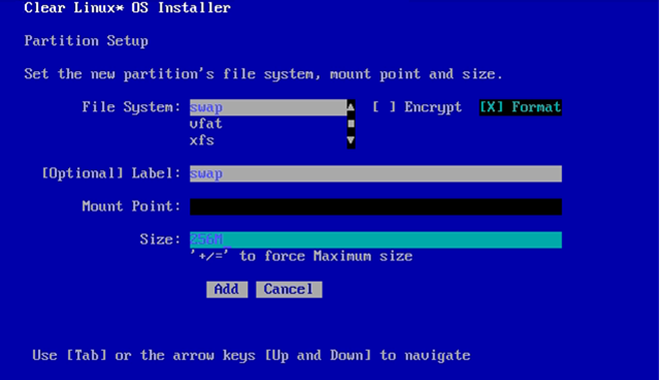 Clear Linux* OS Installer
Partition Setup
Set the new partition's file system, mount point and size.
File System: swap [ ] Encrypt [X] Format
vfat
xfs
[Optional] Label: swap
Mount Point:
Size: 256M
'+/=' to force Maximum size
Add Cancel
Use [Tab] or the arrow keys [Up and Down] to navigate